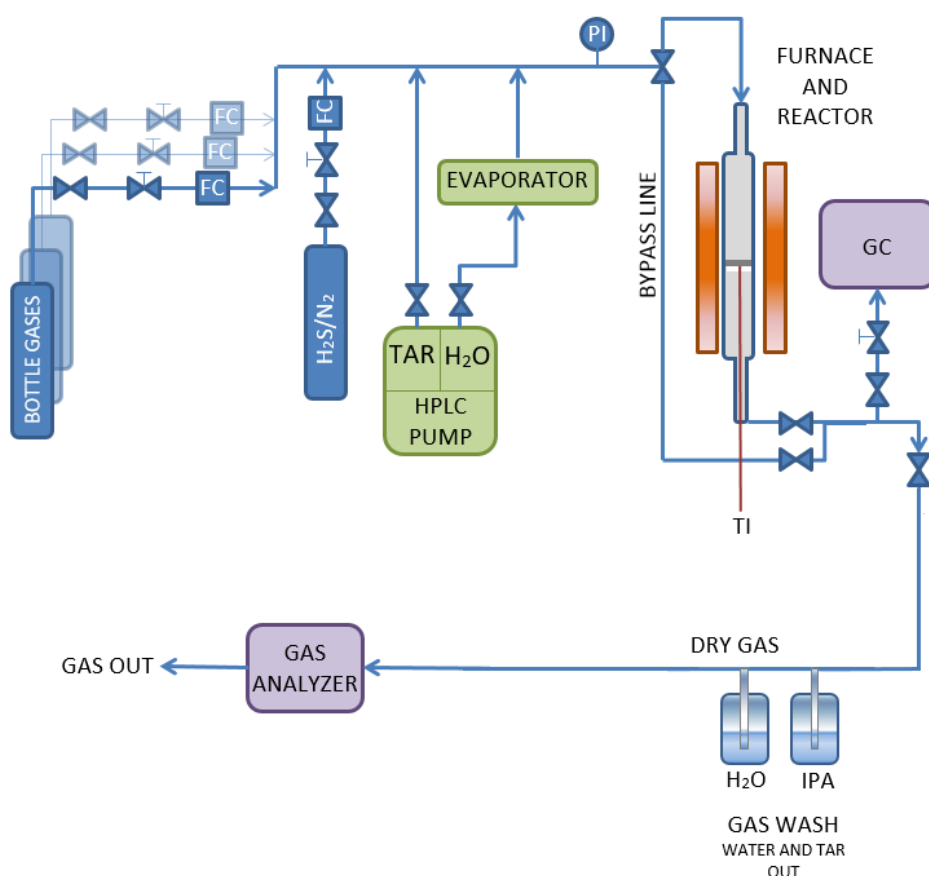 PI
FURNACE
AND
REACTOR
FC
FC
FC
FC
EVAPORATOR
BYPASS LINE
GC
BOTTLE GASES
H₂S/N₂
TAR
H₂O
HPLC
PUMP
TI
DRY GAS
GAS OUT
GAS
ANALYZER
H₂O
IPA
GAS WASH
WATER AND TAR
OUT